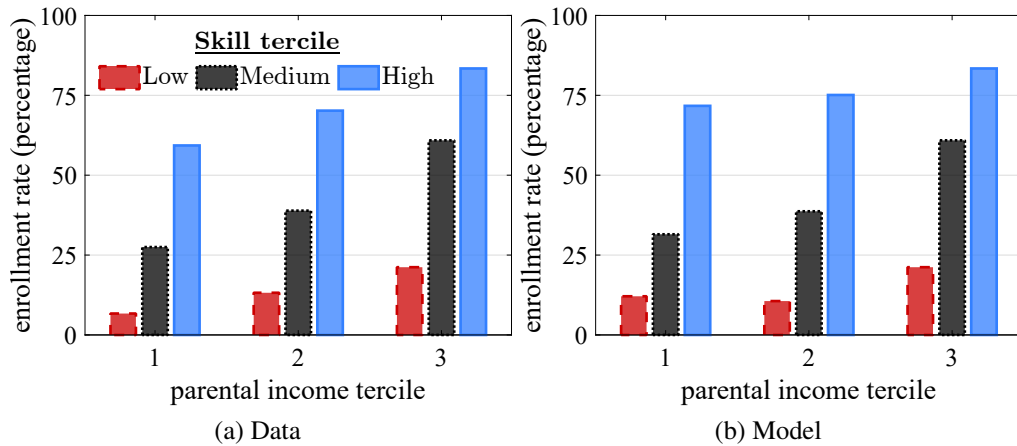 Skill tercile
Low Medium High
enrollment rate (percentage)
100
75
50
25
0
1 2 3
parental income tercile
(a) Data
enrollment rate (percentage)
100
75
50
25
0
1 2 3
parental income tercile
(b) Model